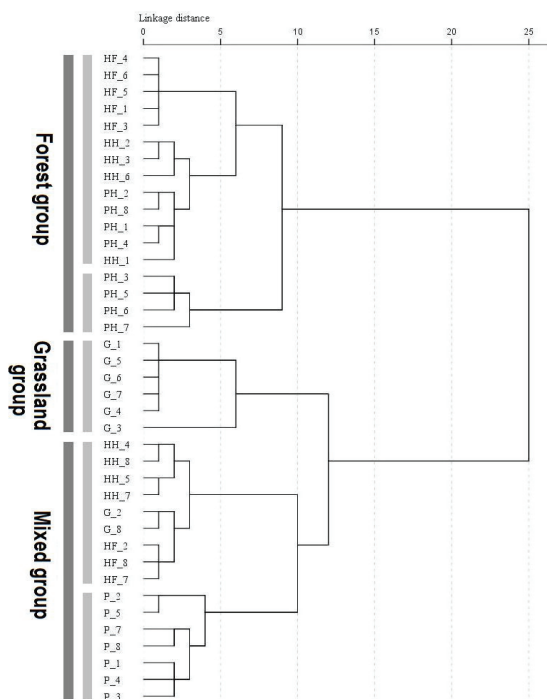 Linkage distance
0 5 10 15 20 25
HF_4
HF_6
HF_5
HF_1
HF_3
HH_2
HH_3
HH_6
PH_2
PH_8
PH_1
PH_4
HH_1
PH_3
PH_5
PH_6
PH_7
G_1
G_5
G_6
G_7
G_4
G_3
HH_4
HH_8
HH_5
HH_7
G_2
G_8
HF_2
HF_8
HF_7
P_2
P_5
P_7
P_8
P_1
P_4
P_3
Forest group
Grassland
group
Mixed group